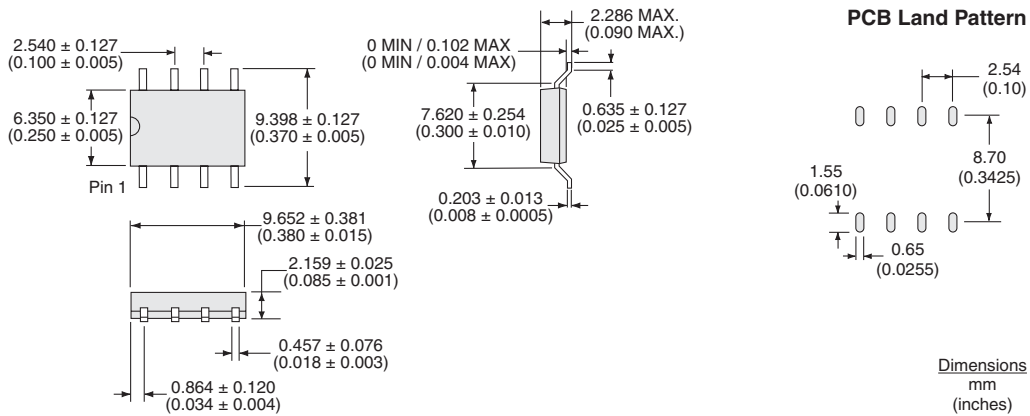 2.540 ± 0.127
(0.100 ± 0.005)
6.350 ± 0.127
(0.250 ± 0.005)
9.398 ± 0.127
(0.370 ± 0.005)
Pin 1
9.652 ± 0.381
(0.380 ± 0.015)
2.159 ± 0.025
(0.085 ± 0.001)
0.457 ± 0.076
(0.018 ± 0.003)
0.864 ± 0.120
(0.034 ± 0.004)
2.286 MAX.
(0.090 MAX.)
0 MIN / 0.102 MAX
(0 MIN / 0.004 MAX)
7.620 ± 0.254
(0.300 ± 0.010)
0.635 ± 0.127
(0.025 ± 0.005)
0.203 ± 0.013
(0.008 ± 0.0005)
PCB Land Pattern
2.54
(0.10)
8.70
(0.3425)
1.55
(0.0610)
0.65
(0.0255)
Dimensions
mm
(inches)